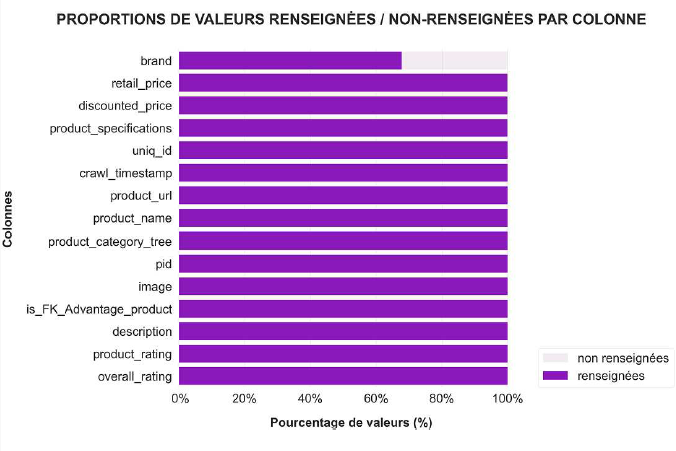 PROPORTIONS DE VALEURS RENSEIGNÉES / NON-RENSEIGNÉES PAR COLONNE
brand
retail_price
discounted_price
product_specifications
uniq_id
crawl_timestamp
product_url
product_name
product_category_tree
pid
image
is_FK_Advantage_product
description
product_rating
overall_rating
Colonnes
0% 20% 40% 60% 80% 100%
Pourcentage de valeurs (%)
non renseignées
renseignées